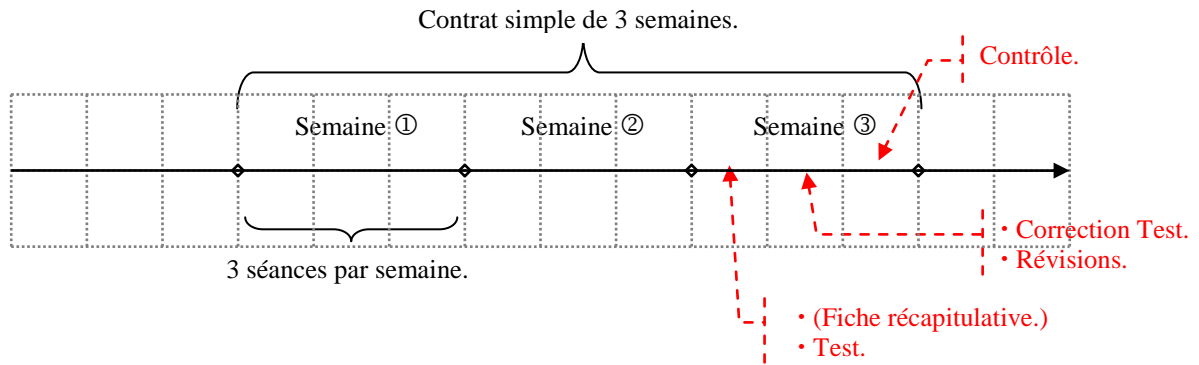 Contrat simple de 3 semaines.
Contrôle.
Semaine ①
Semaine ②
Semaine ③
3 séances par semaine.
• Correction Test.
• Révisions.
• (Fiche récapitulative.)
• Test.